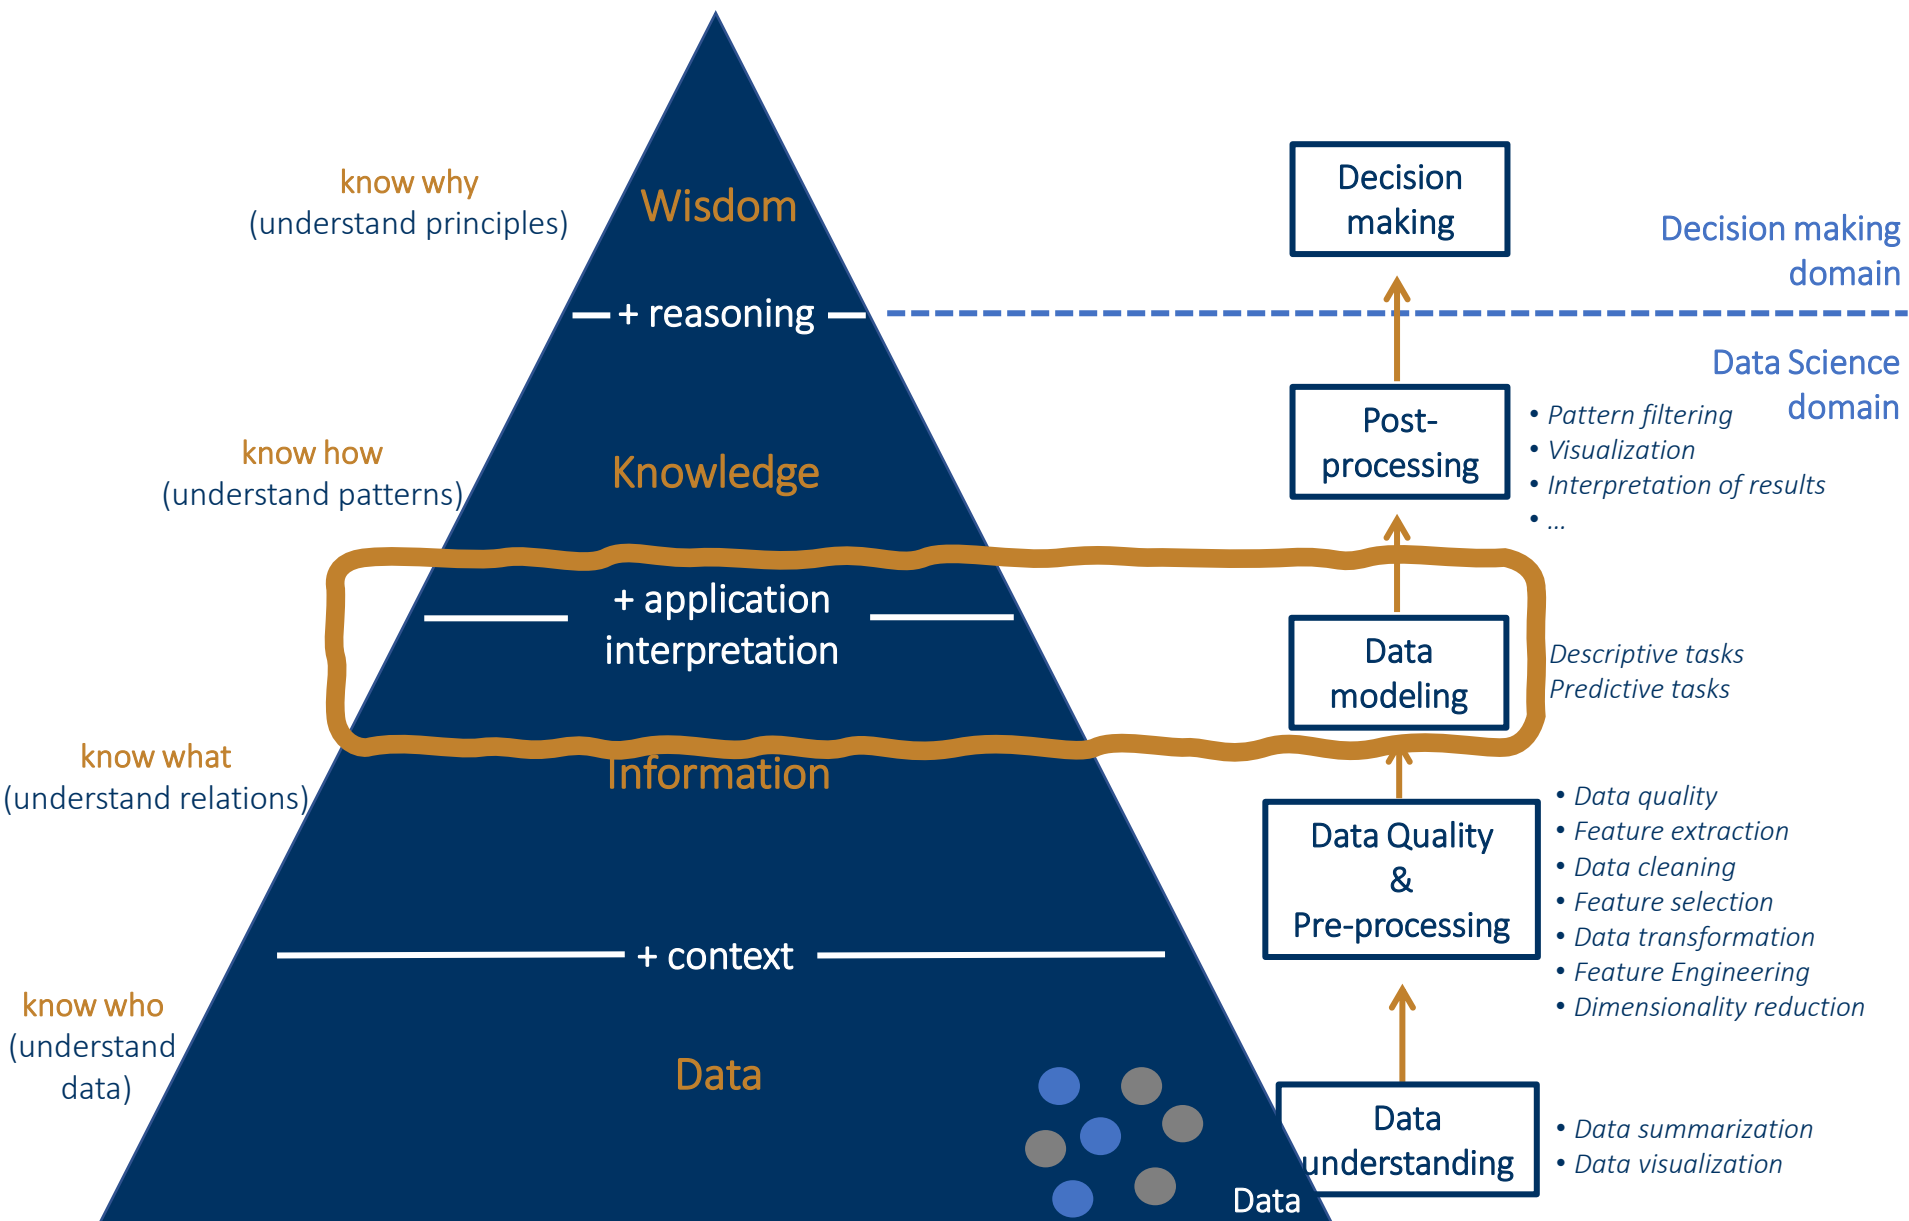 know why
(understand principles)
Wisdom
+ reasoning
know how
(understand patterns)
Knowledge
+ application
interpretation
know what
(understand relations)
Information
+ context
know who
(understand
data)
Data
Data
Decision
making
Decision making
domain
Data Science
domain
Post-
processing
• Pattern filtering
• Visualization
• Interpretation of results
• ...
Data
modeling
Descriptive tasks
Predictive tasks
Data Quality
&
Pre-processing
• Data quality
• Feature extraction
• Data cleaning
• Feature selection
• Data transformation
• Feature Engineering
• Dimensionality reduction
Data
understanding
• Data summarization
• Data visualization